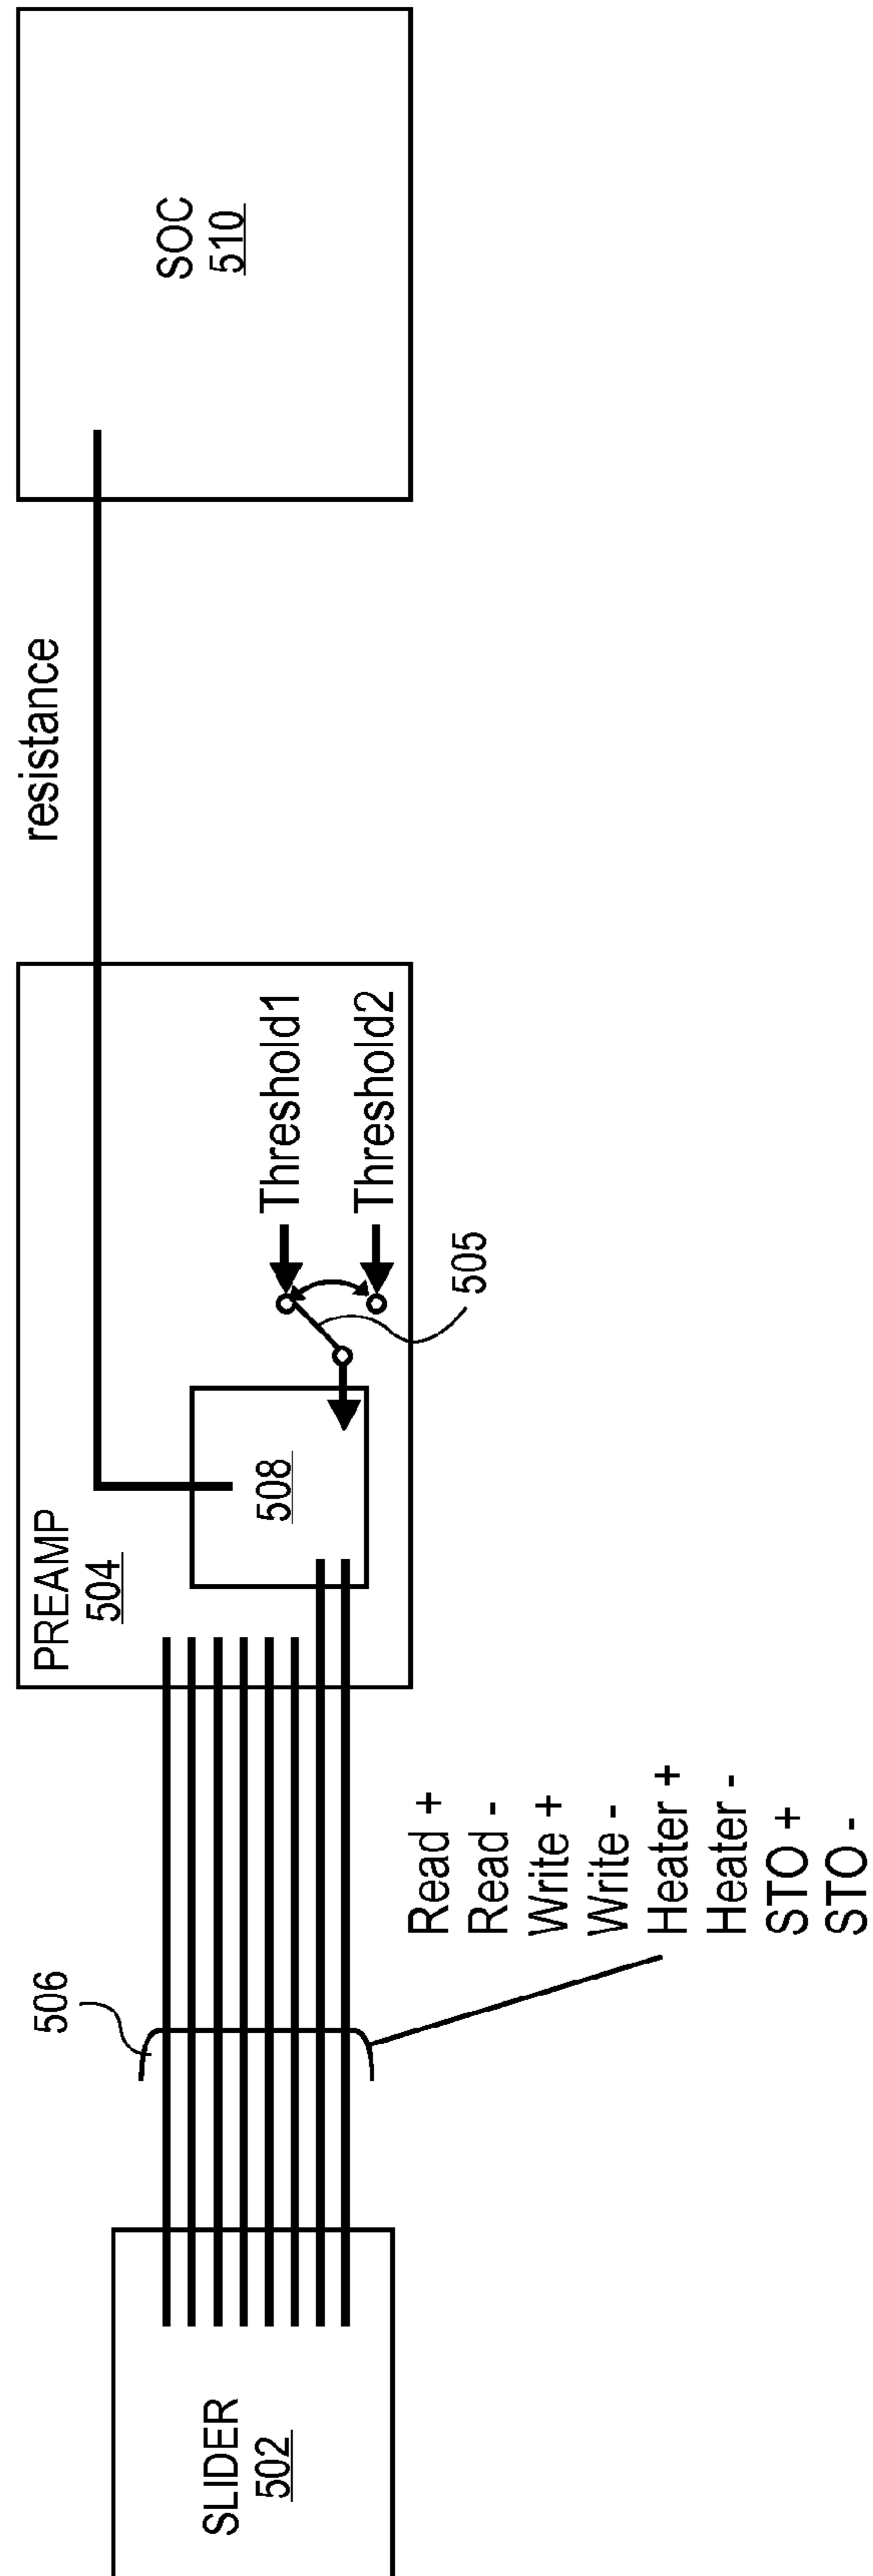 SLIDER
502
506
Read +
Read -
Write +
Write -
Heater +
Heater -
STO +
STO -
PREAMP
504
508
505
Threshold1
Threshold2
resistance
SOC
510